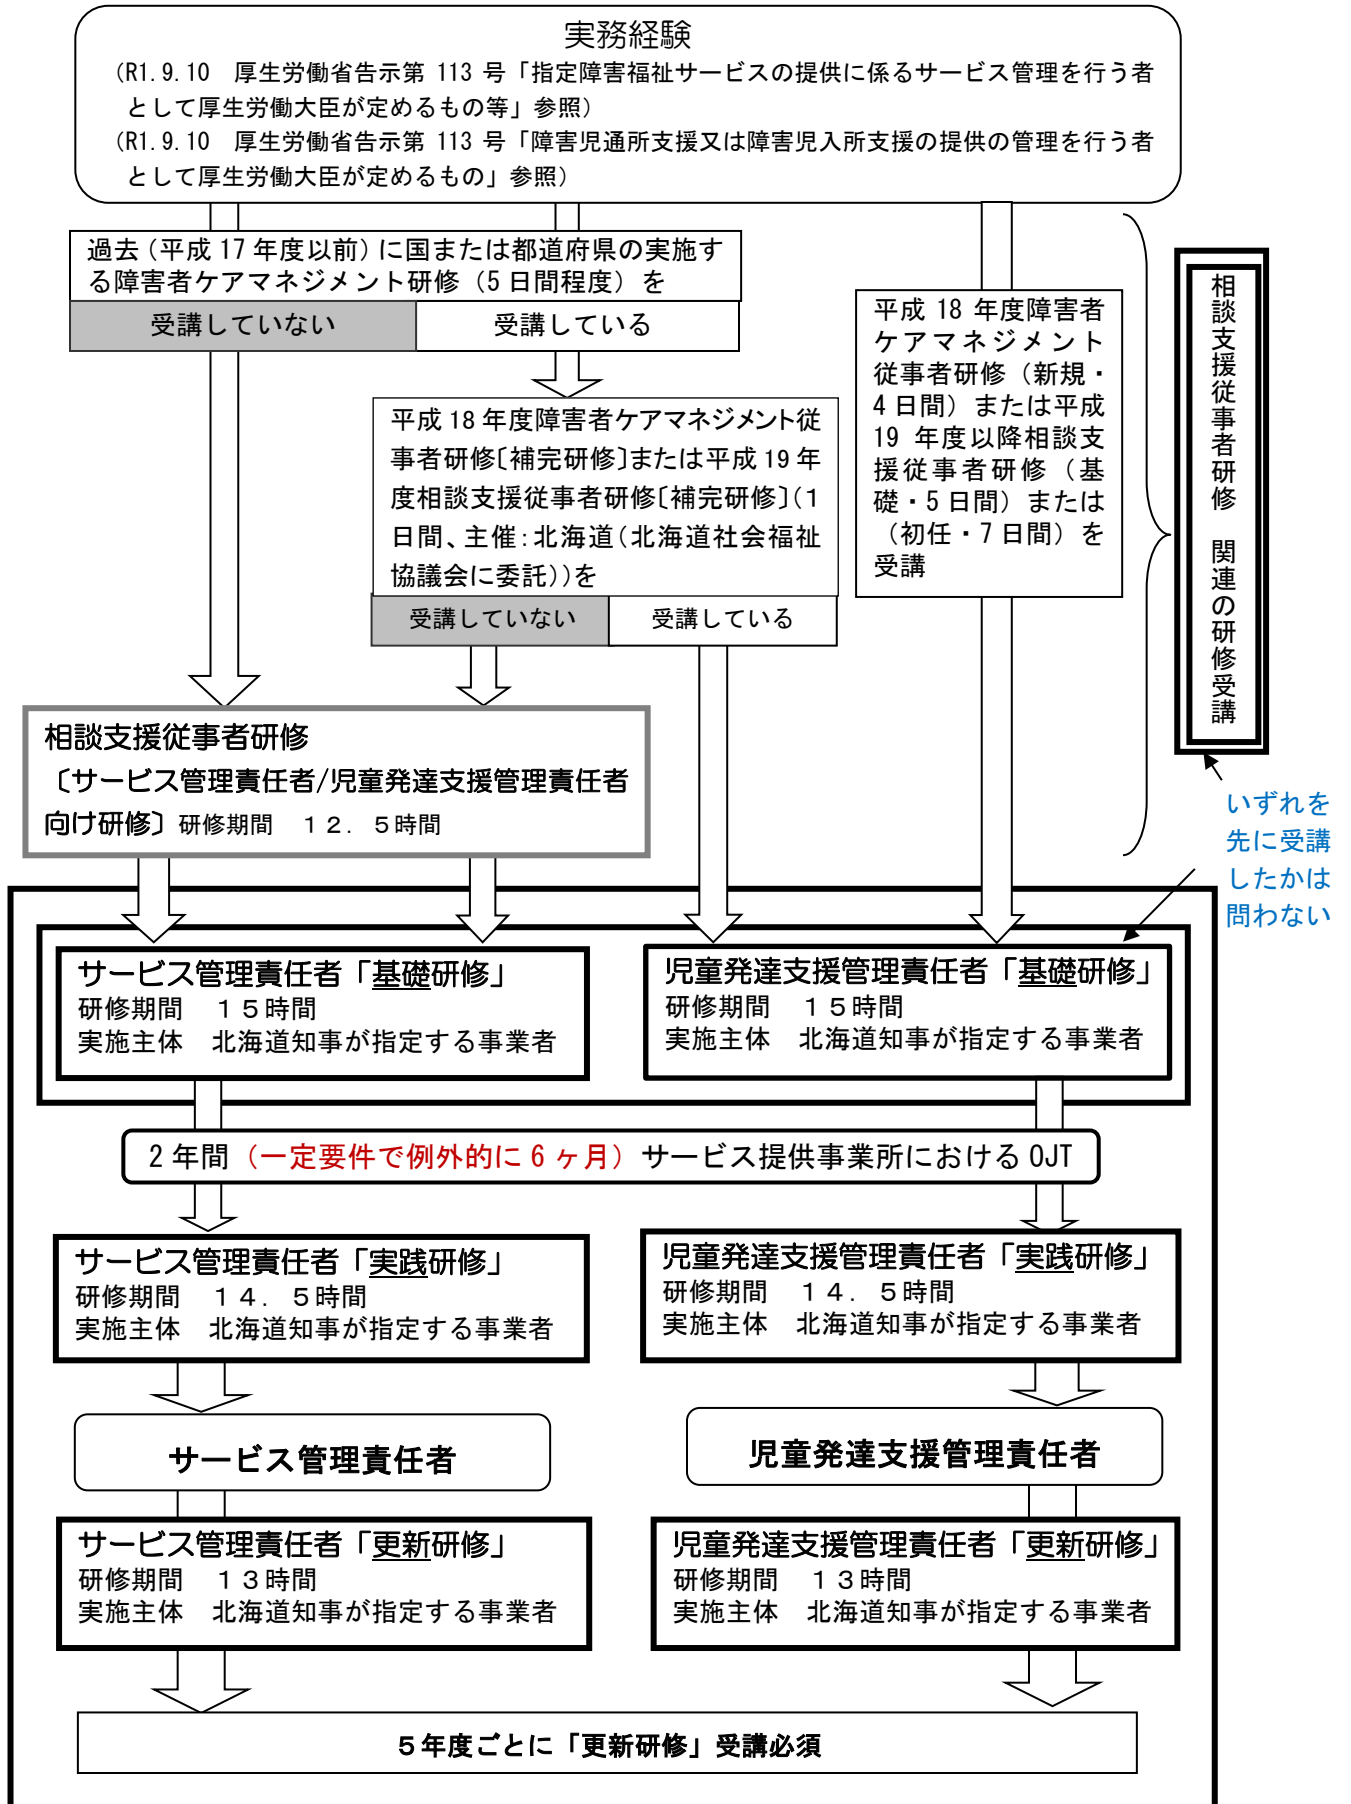 実務経験
（R1.9.10　厚生労働省告示第 113 号「指定障害福祉サービスの提供に係るサービス管理を行う者
として厚生労働大臣が定めるもの等」参照）
（R1.9.10　厚生労働省告示第 113 号「障害児通所支援又は障害児入所支援の提供の管理を行う者
として厚生労働大臣が定めるもの」参照）
過去（平成 17 年度以前）に国または都道府県の実施す
る障害者ケアマネジメント研修（5 日間程度）を
受講していない
受講している
平成 18 年度障害者ケアマネジメント従
事者研修〔補完研修〕または平成 19 年
度相談支援従事者研修〔補完研修〕（1
日間、主催：北海道（北海道社会福祉
協議会に委託））を
受講していない
受講している
平成 18 年度障害者
ケアマネジメント
従事者研修（新規・
4 日間）または平成
19 年度以降相談支
援従事者研修（基
礎・5 日間）または
（初任・7 日間）を
受講
相談支援従事者研修　関連の研修受講
いずれを
先に受講
したかは
問わない
相談支援従事者研修
〔サービス管理責任者/児童発達支援管理責任者
向け研修〕研修期間　１２．５時間
サービス管理責任者「基礎研修」
研修期間　１５時間
実施主体　北海道知事が指定する事業者
児童発達支援管理責任者「基礎研修」
研修期間　１５時間
実施主体　北海道知事が指定する事業者
2 年間（一定要件で例外的に 6 ヶ月）サービス提供事業所における OJT
サービス管理責任者「実践研修」
研修期間　１４．５時間
実施主体　北海道知事が指定する事業者
児童発達支援管理責任者「実践研修」
研修期間　１４．５時間
実施主体　北海道知事が指定する事業者
サービス管理責任者
児童発達支援管理責任者
サービス管理責任者「更新研修」
研修期間　１３時間
実施主体　北海道知事が指定する事業者
児童発達支援管理責任者「更新研修」
研修期間　１３時間
実施主体　北海道知事が指定する事業者
５年度ごとに「更新研修」受講必須